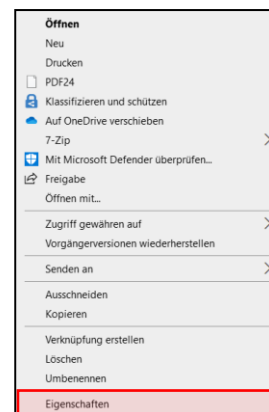 Öffnen
Neu
Drucken
PDF24
Klassifizieren und schützen
Auf OneDrive verschieben
7-Zip
Mit Microsoft Defender überprüfen...
Freigabe
Öffnen mit...
Zugriff gewähren auf
Vorgängerversionen wiederherstellen
Senden an
Ausschneiden
Kopieren
Verknüpfung erstellen
Löschen
Umbenennen
Eigenschaften